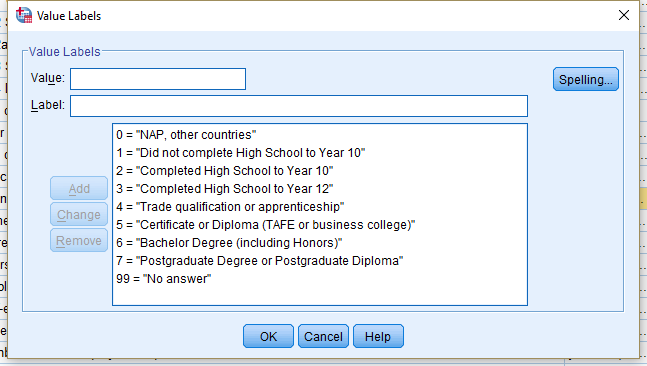 Value Labels
Value Labels
Value:
Spelling...
Label:
0 = "NAP, other countries"
1 = "Did not complete High School to Year 10"
2 = "Completed High School to Year 10"
3 = "Completed High School to Year 12"
4 = "Trade qualification or apprenticeship"
5 = "Certificate or Diploma (TAFE or business college)"
6 = "Bachelor Degree (including Honors)"
7 = "Postgraduate Degree or Postgraduate Diploma"
99 = "No answer"
Add
Change
Remove
OK Cancel Help